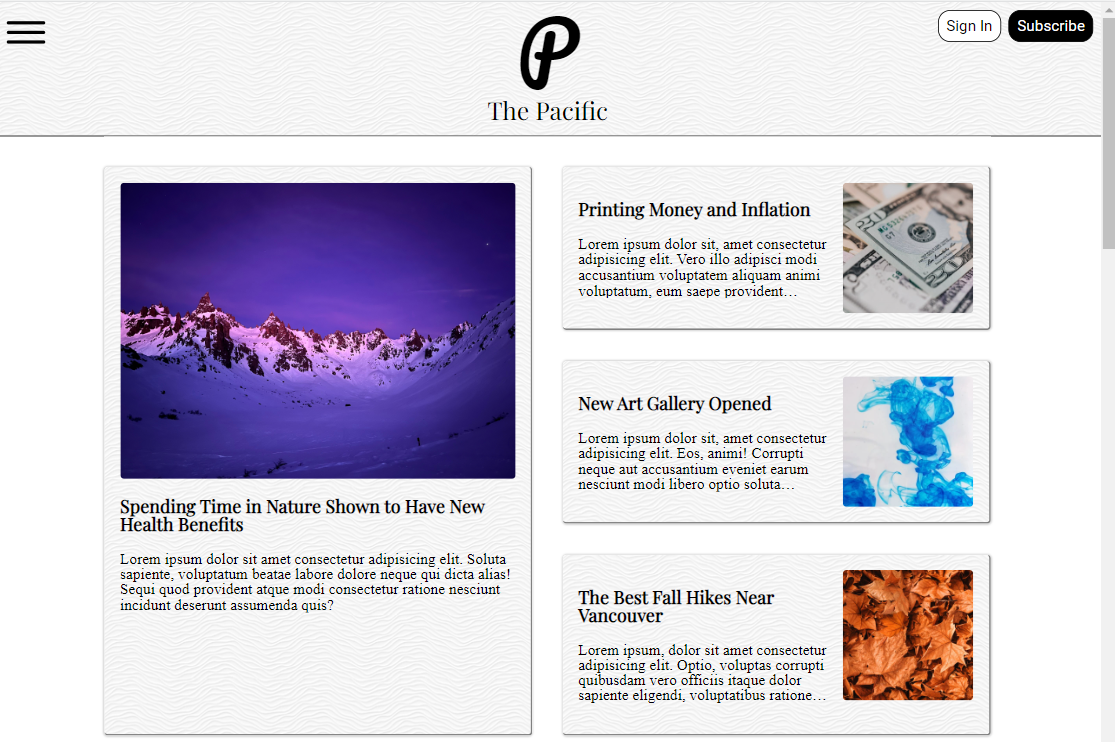 Sign In
Subscribe
P
The Pacific
Spending Time in Nature Shown to Have New
Health Benefits
Lorem ipsum dolor sit amet consectetur adipisicing elit. Soluta
sapiente, voluptatum beatae labore dolore neque qui dicta alias!
Sequi quod provident atque modi consectetur ratione nesciunt
incidunt deserunt assumenda quis?
Printing Money and Inflation
Lorem ipsum dolor sit, amet consectetur
adipisicing elit. Vero illo adipisci modi
accusantium voluptatem aliquam animi
voluptatum, eum saepe provident…
20
New Art Gallery Opened
Lorem ipsum dolor sit, amet consectetur
adipisicing elit. Eos, animi! Corrupti
neque aut accusantium eveniet earum
nesciunt modi libero optio soluta…
The Best Fall Hikes Near
Vancouver
Lorem ipsum, dolor sit amet consectetur
adipisicing elit. Optio, voluptas corrupti
quibusdam vero officiis itaque dolor
sapiente eligendi, voluptatibus ratione…